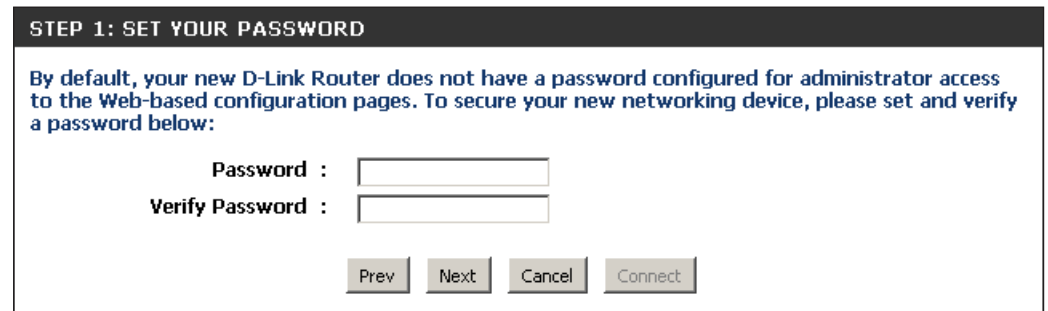 STEP 1: SET YOUR PASSWORD
By default, your new D-Link Router does not have a password configured for administrator access
to the Web-based configuration pages. To secure your new networking device, please set and verify
a password below:
Password :
Verify Password :
Prev Next Cancel Connect